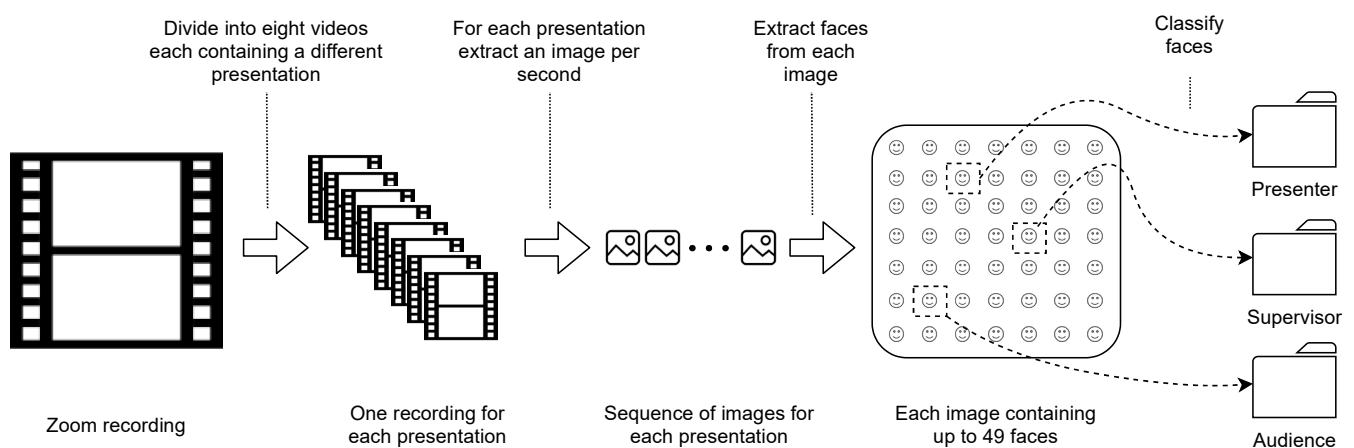 Divide into eight videos
each containing a different
presentation
For each presentation
extract an image per
second
Extract faces
from each
image
Classify
faces
Presenter
Supervisor
Audience
Zoom recording
One recording for
each presentation
Sequence of images for
each presentation
Each image containing
up to 49 faces